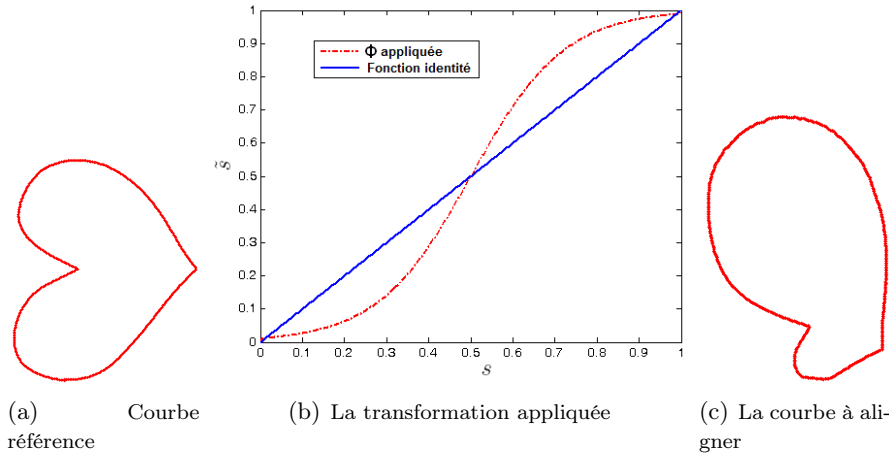 1
0.9
0.8
0.7
0.6
0.5
0.4
0.3
0.2
0.1
0
s̃
Φ appliquée
Fonction identité
0 0.1 0.2 0.3 0.4 0.5 0.6 0.7 0.8 0.9 1
s
(a) Courbe
référence
(b) La transformation appliquée
(c) La courbe à ali-
gner